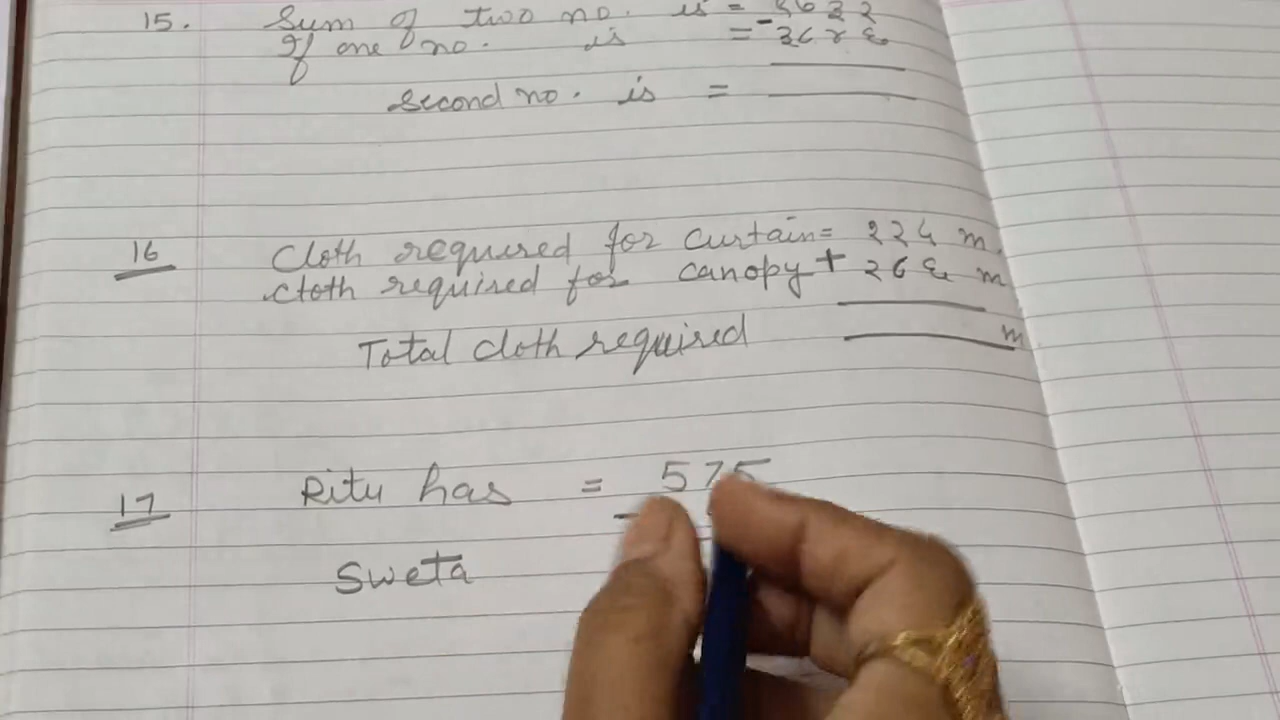 15. Sum of two no. is =
If one no. is = -
second no. is =
16 Cloth required for curtain= m.
cloth required for canopy + m
Total cloth required m
17 Ritu has = 575
Sweta